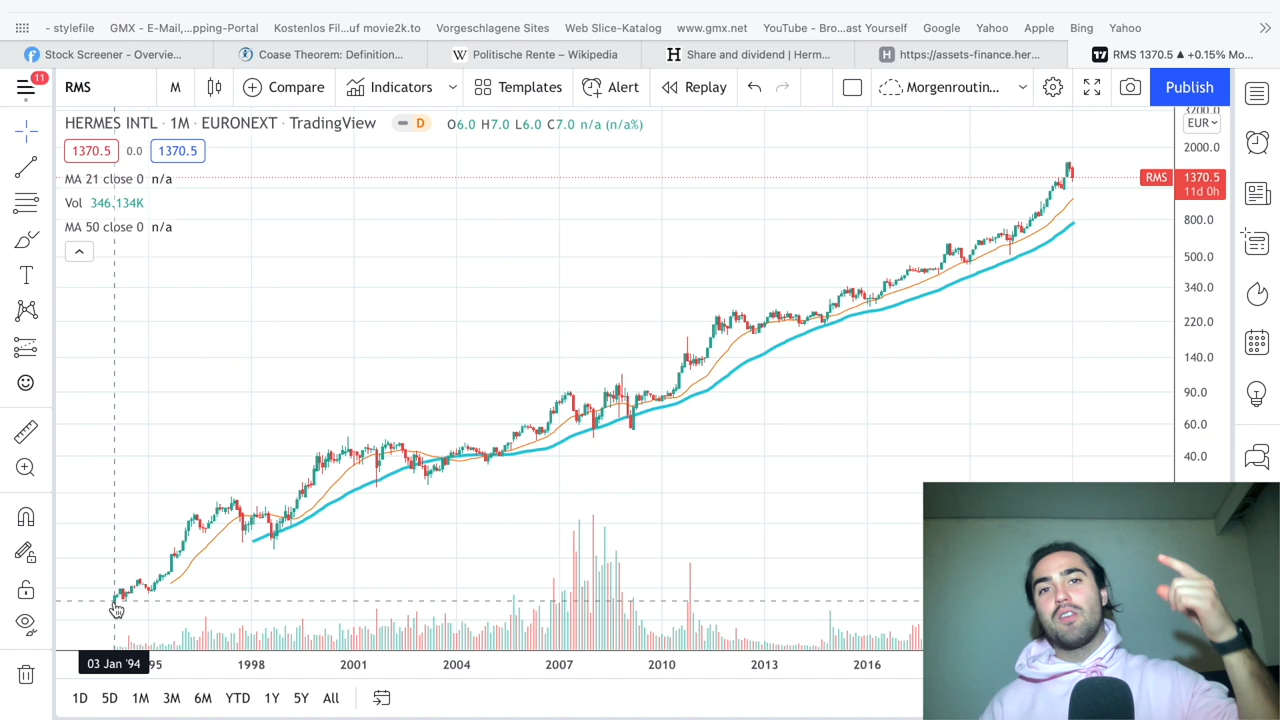 - stylefile GMX - E-Mail,...pping-Portal Kostenlos Fil...uf movie2k.to Vorgeschlagene Sites Web Slice-Katalog www.gmx.net YouTube - Bro...ast Yourself Google Yahoo Apple Bing Yahoo
Stock Screener - Overvie... Coase Theorem: Definition... W Politische Rente – Wikipedia H Share and dividend | Herm... H https://assets-finance.her... RMS 1370.5 ▲ +0.15% Mo...
11 RMS M Compare Indicators Templates Alert Replay Morgenroutin... Publish
HERMES INTL · 1M · EURONEXT · TradingView D O6.0 H7.0 L6.0 C7.0 n/a (n/a%)
EUR
1370.5 0.0 1370.5
MA 21 close 0 n/a
Vol 346.134K
MA 50 close 0 n/a
3200.0
2000.0
RMS 1370.5
11d 0h
800.0
500.0
340.0
220.0
140.0
90.0
60.0
40.0
03 Jan '94 95 1998 2001 2004 2007 2010 2013 2016
1D 5D 1M 3M 6M YTD 1Y 5Y All